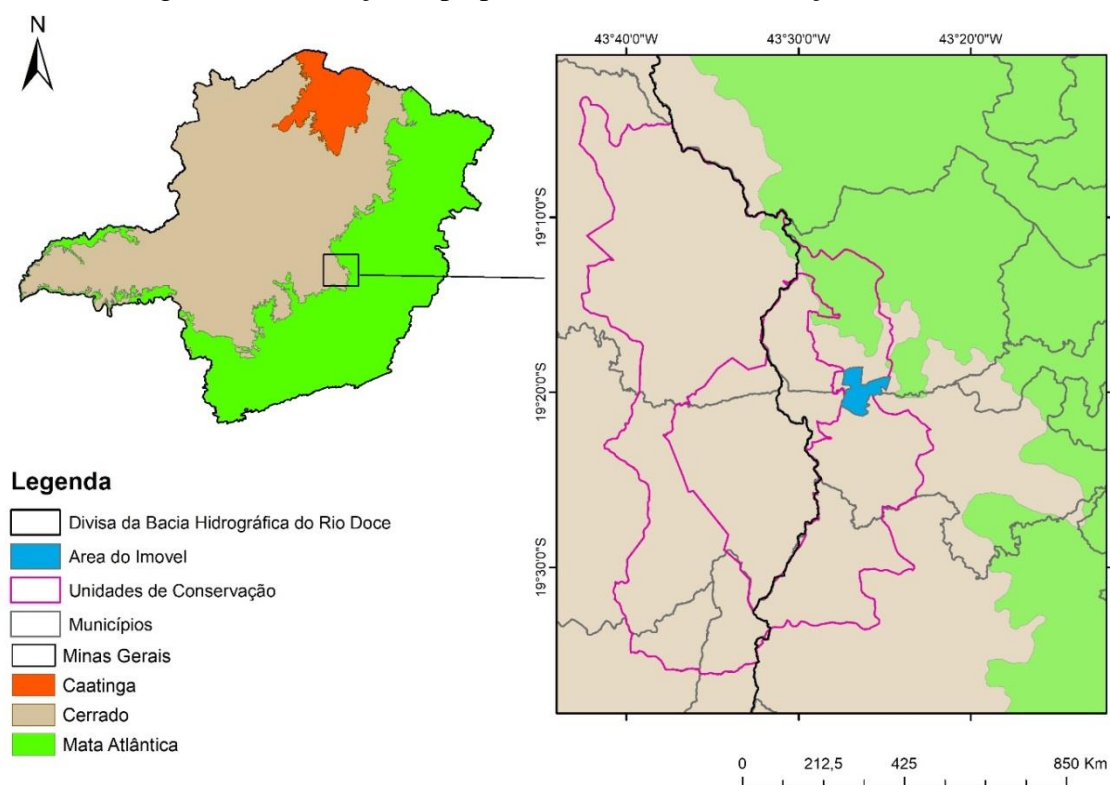 N
43°40'0"W
43°30'0"W
43°20'0"W
19°10'0"S
19°20'0"S
19°30'0"S
Legenda
Divisa da Bacia Hidrográfica do Rio Doce
Area do Imovel
Unidades de Conservação
Municípios
Minas Gerais
Caatinga
Cerrado
Mata Atlântica
0 212,5 425 850 Km